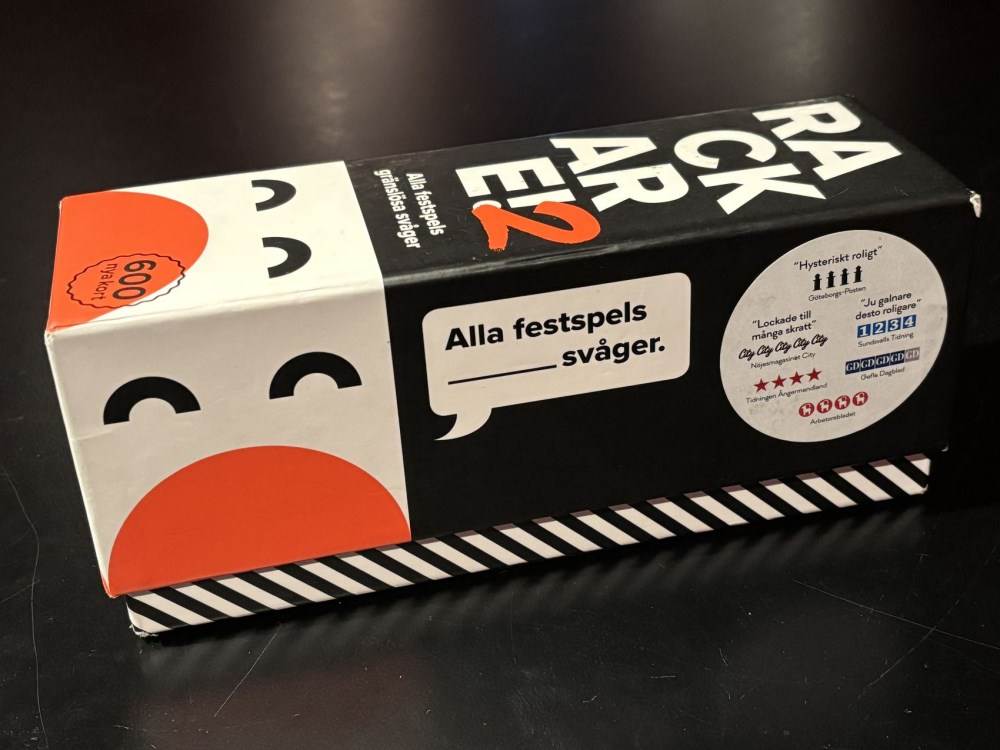 RA
CK
AR
E!2
Alla festspels
gränslösa svåger
600
nya kort
Alla festspels
______ svåger.
"Hysteriskt roligt"
Göteborgs-Posten
"Lockade till
många skratt"
City City City City City
Nöjesmagasinet City
"Ju galnare
desto roligare"
1 2 3 4
Sundsvalls Tidning
GD GD GD GD GD
Gefle Dagblad
Tidningen Ångermanland
Arbetarbladet